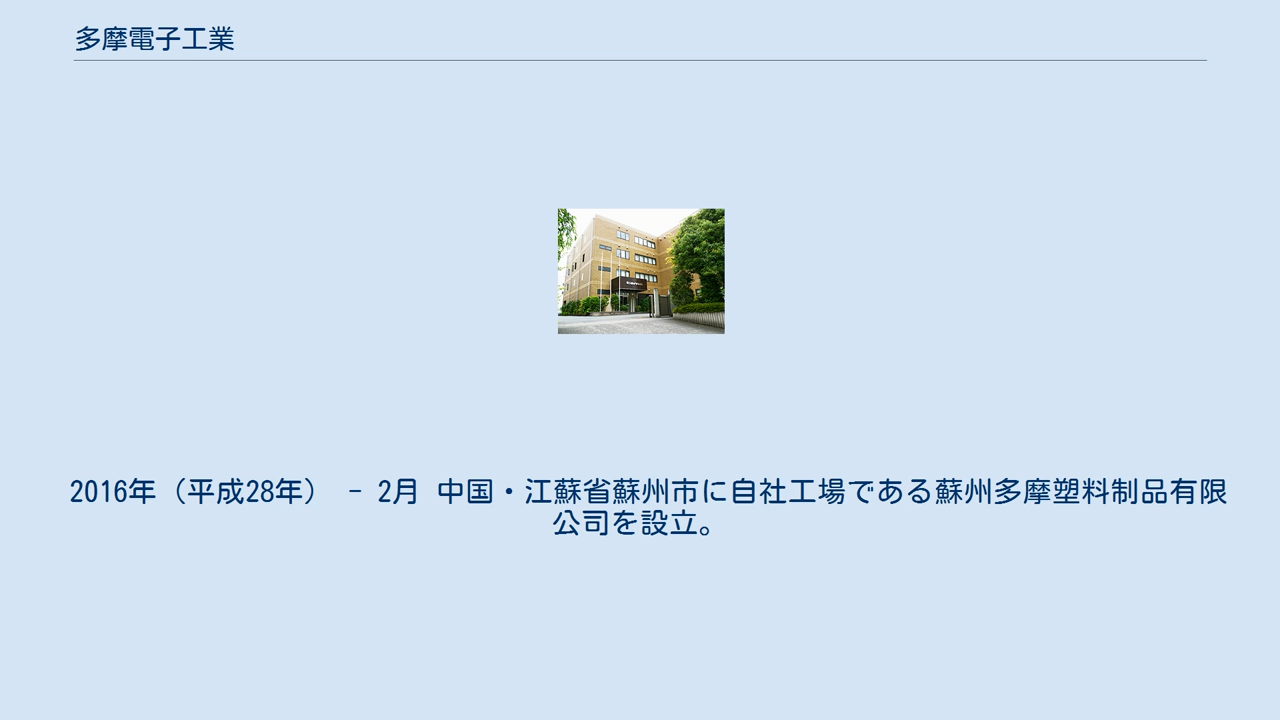 多摩電子工業
2016年（平成28年） - 2月 中国・江蘇省蘇州市に自社工場である蘇州多摩塑料制品有限
公司を設立。